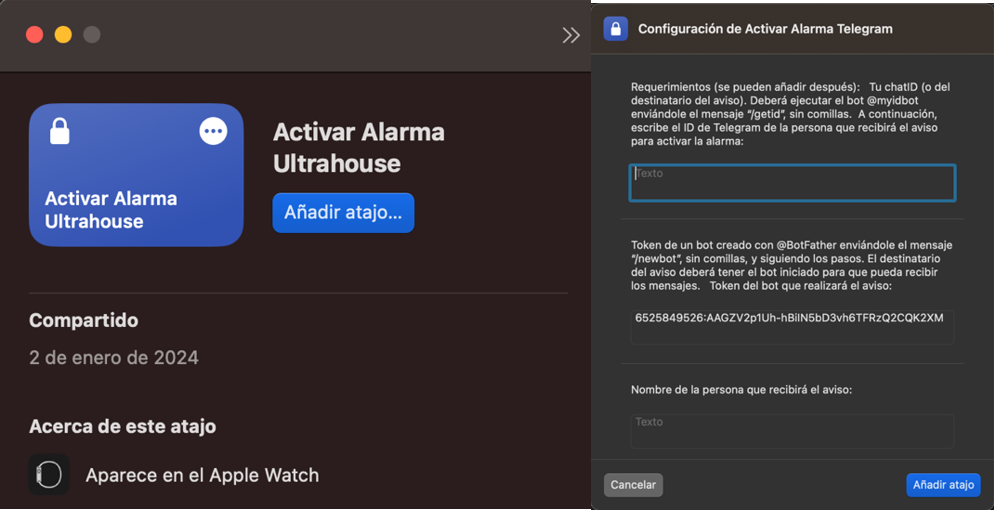 Activar Alarma
Ultrahouse
Activar Alarma
Ultrahouse
Añadir atajo...
Compartido
2 de enero de 2024
Acerca de este atajo
Aparece en el Apple Watch
Configuración de Activar Alarma Telegram
Requerimientos (se pueden añadir después): Tu chatID (o del
destinatario del aviso). Deberá ejecutar el bot @myidbot
enviándole el mensaje “/getid”, sin comillas. A continuación,
escribe el ID de Telegram de la persona que recibirá el aviso
para activar la alarma:
Texto
Token de un bot creado con @BotFather enviándole el mensaje
“/newbot”, sin comillas, y siguiendo los pasos. El destinatario
del aviso deberá tener el bot iniciado para que pueda recibir
los mensajes. Token del bot que realizará el aviso:
6525849526:AAGZV2p1Uh-hBilN5bD3vh6TFRzQ2CQK2XM
Nombre de la persona que recibirá el aviso:
Texto
Cancelar
Añadir atajo